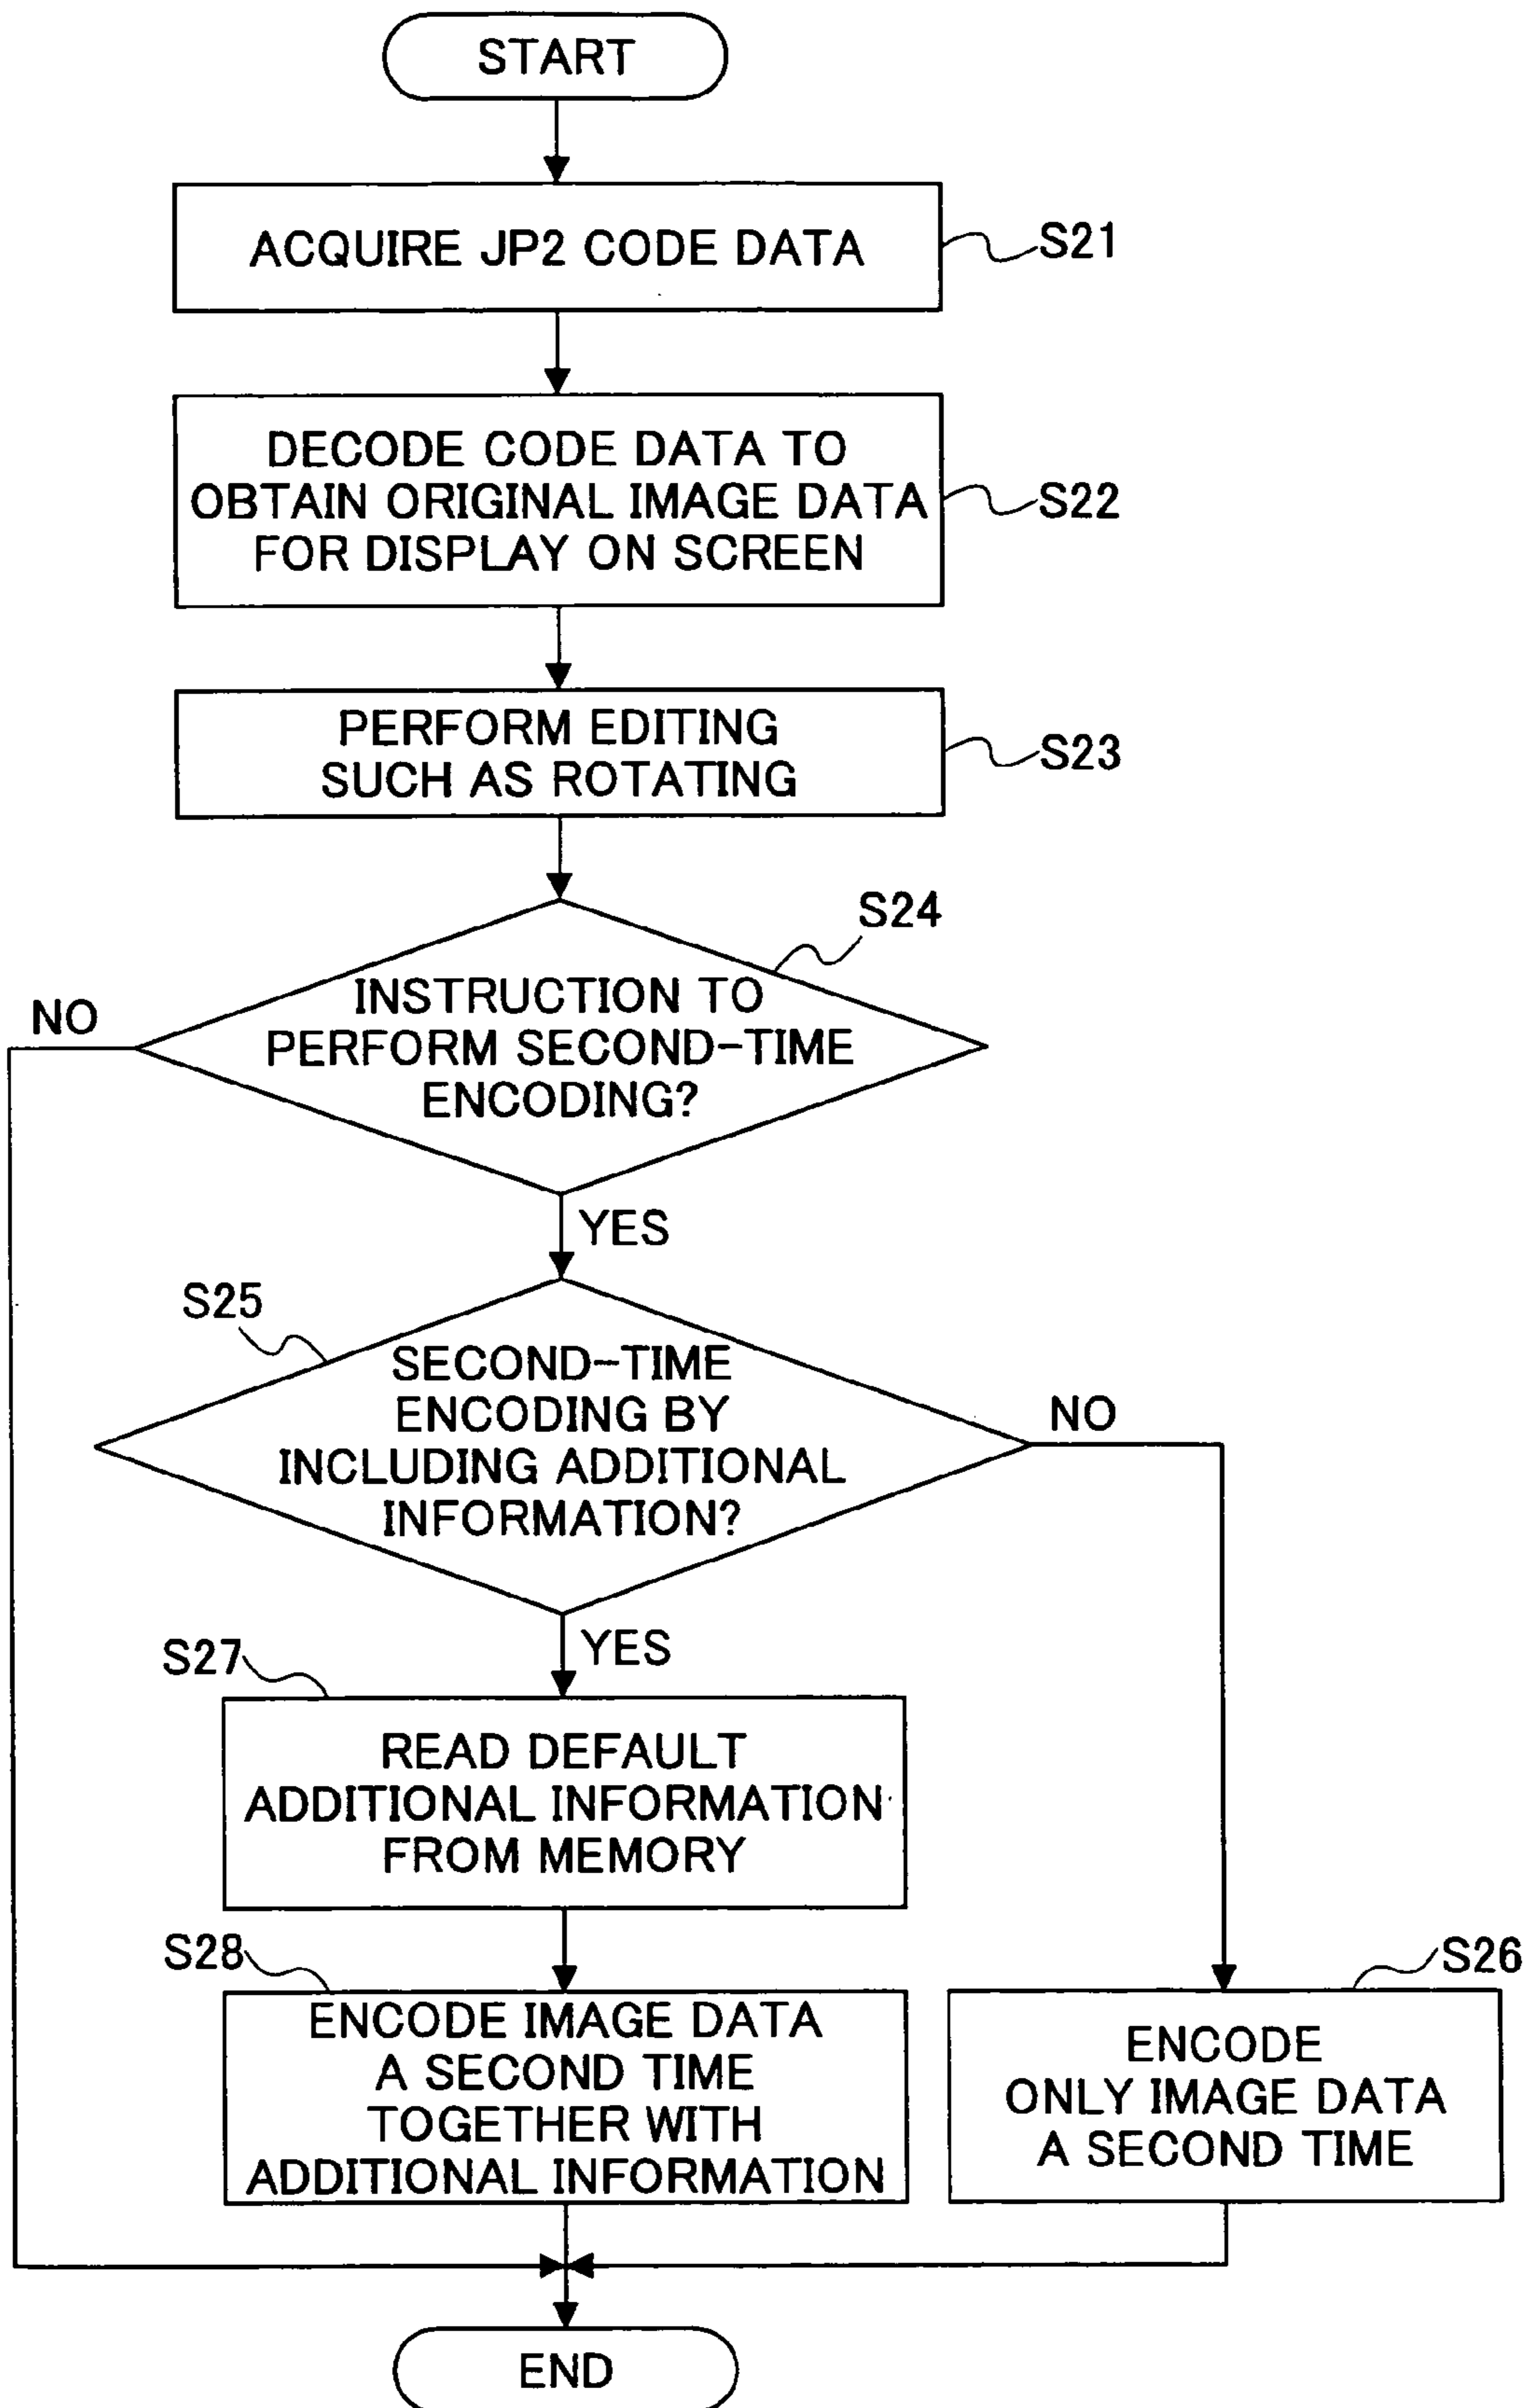 START
ACQUIRE JP2 CODE DATA
S21
DECODE CODE DATA TO
OBTAIN ORIGINAL IMAGE DATA
FOR DISPLAY ON SCREEN
S22
PERFORM EDITING
SUCH AS ROTATING
S23
S24
INSTRUCTION TO
PERFORM SECOND-TIME
ENCODING?
NO
YES
S25
SECOND-TIME
ENCODING BY
INCLUDING ADDITIONAL
INFORMATION?
NO
YES
S27
READ DEFAULT
ADDITIONAL INFORMATION
FROM MEMORY
S28
ENCODE IMAGE DATA
A SECOND TIME
TOGETHER WITH
ADDITIONAL INFORMATION
S26
ENCODE
ONLY IMAGE DATA
A SECOND TIME
END